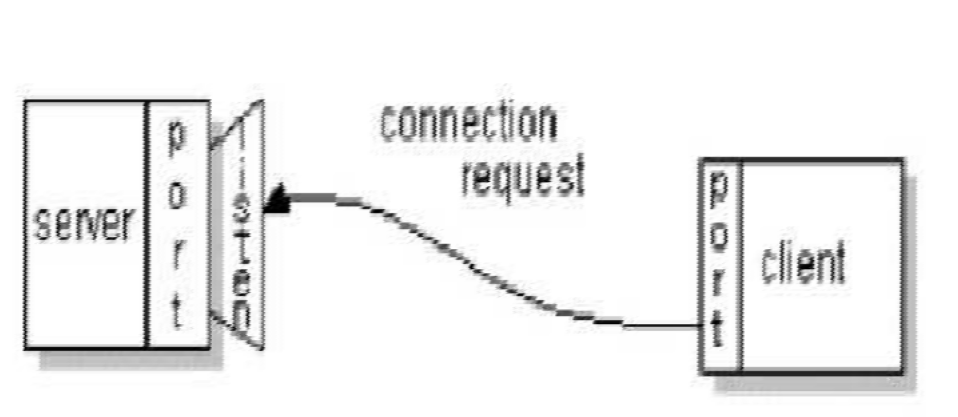 server
port
listen
connection
request
port
client